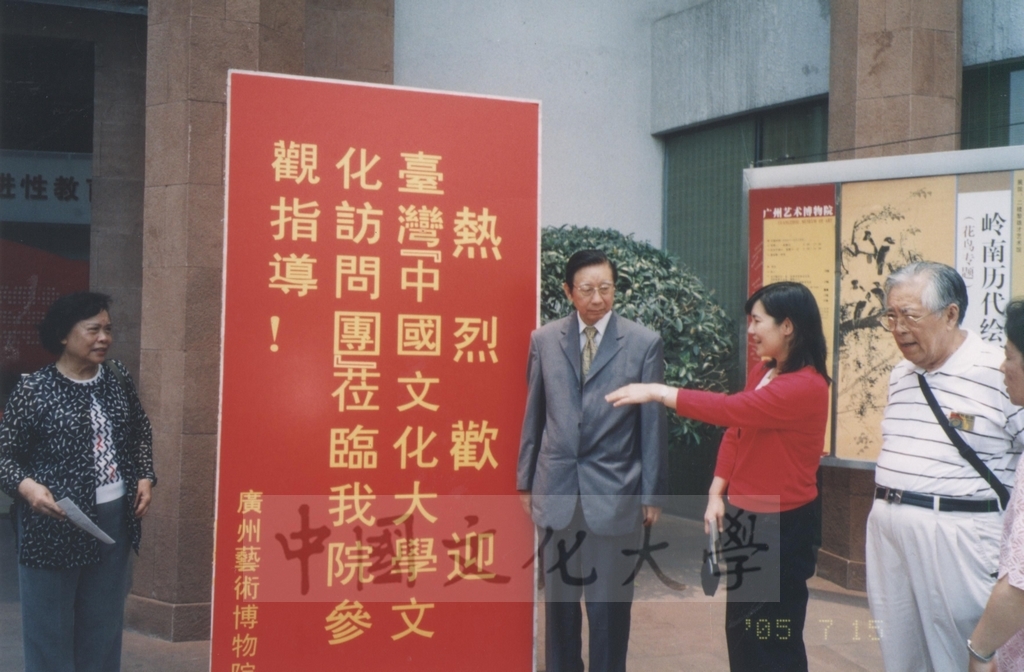 熱烈歡迎
臺灣『中國文化大學文
化訪問團』莅臨我院參
觀指導！
廣州藝術博物院
进性教育
广州艺术博物院
岭南历代绘
（花鸟专题）
中國文化大學
'05 7 15